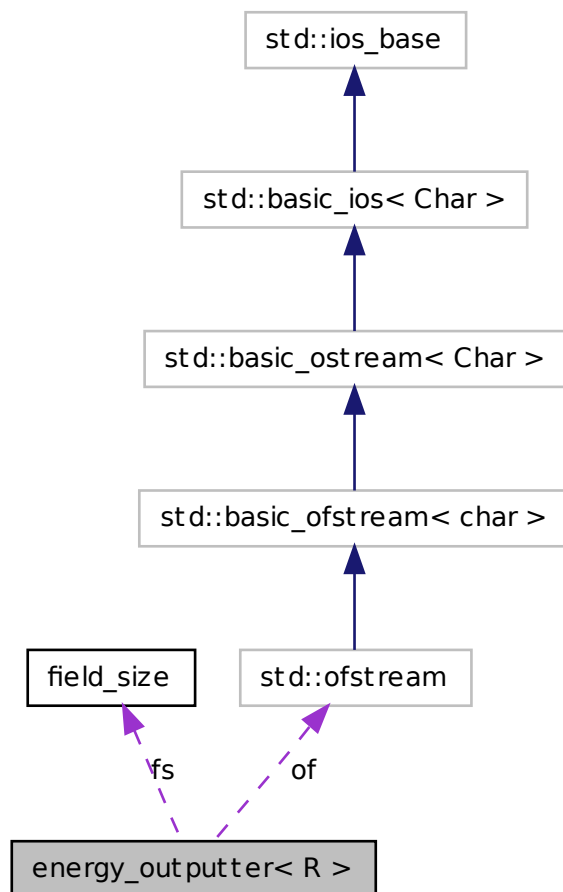 std::ios_base
std::basic_ios< Char >
std::basic_ostream< Char >
std::basic_ofstream< char >
field_size
std::ofstream
fs
of
energy_outputter< R >